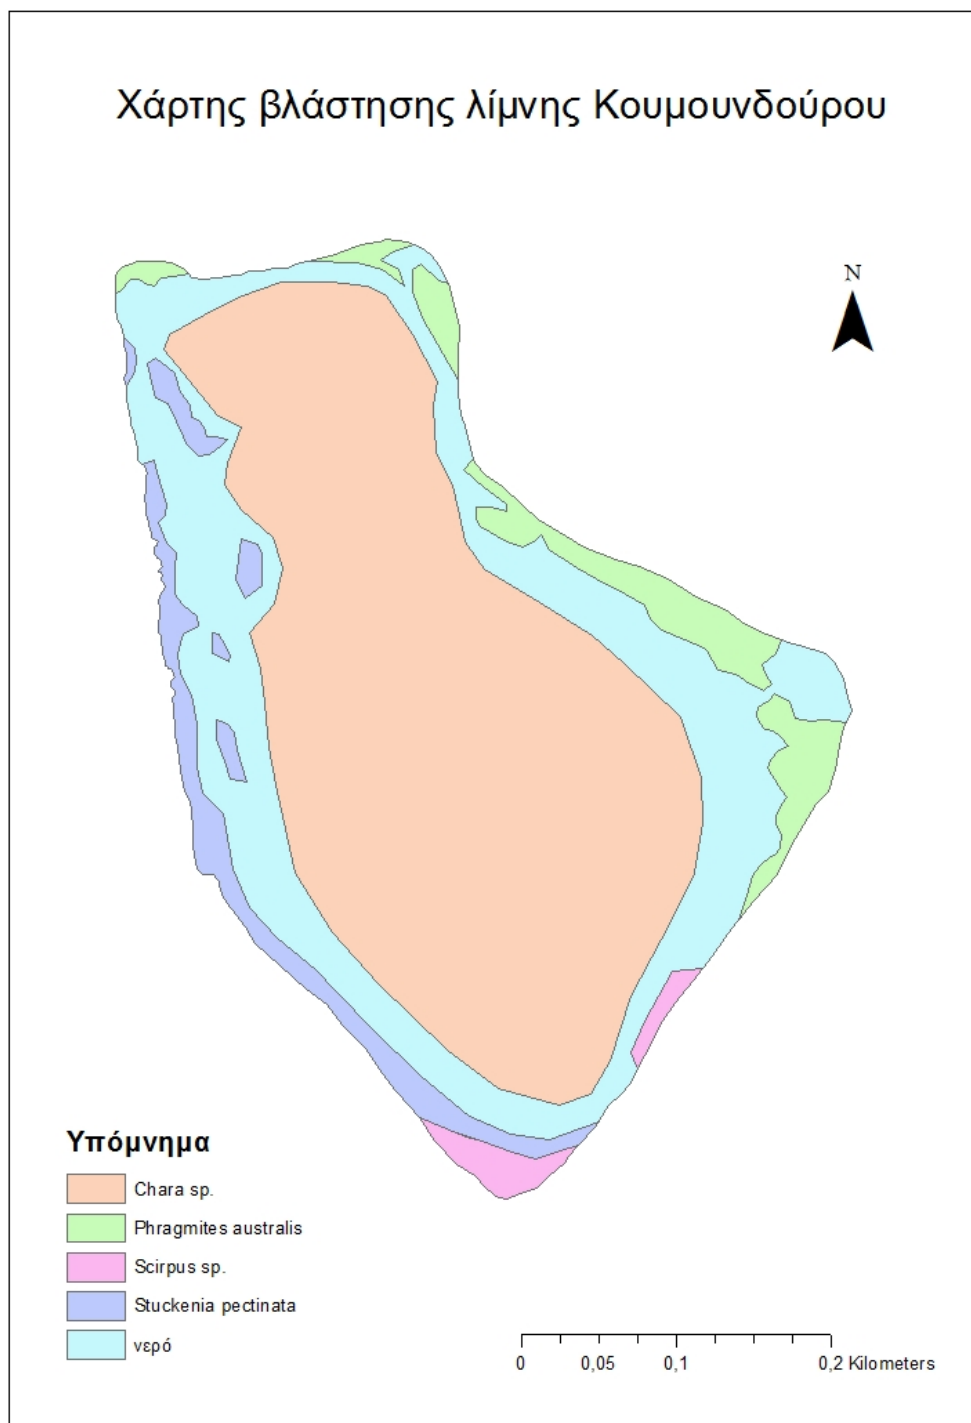 Χάρτης βλάστησης λίμνης Κουμουνδούρου
N
Υπόμνημα
Chara sp.
Phragmites australis
Scirpus sp.
Stuckenia pectinata
νερό
0 0,05 0,1 0,2 Kilometers